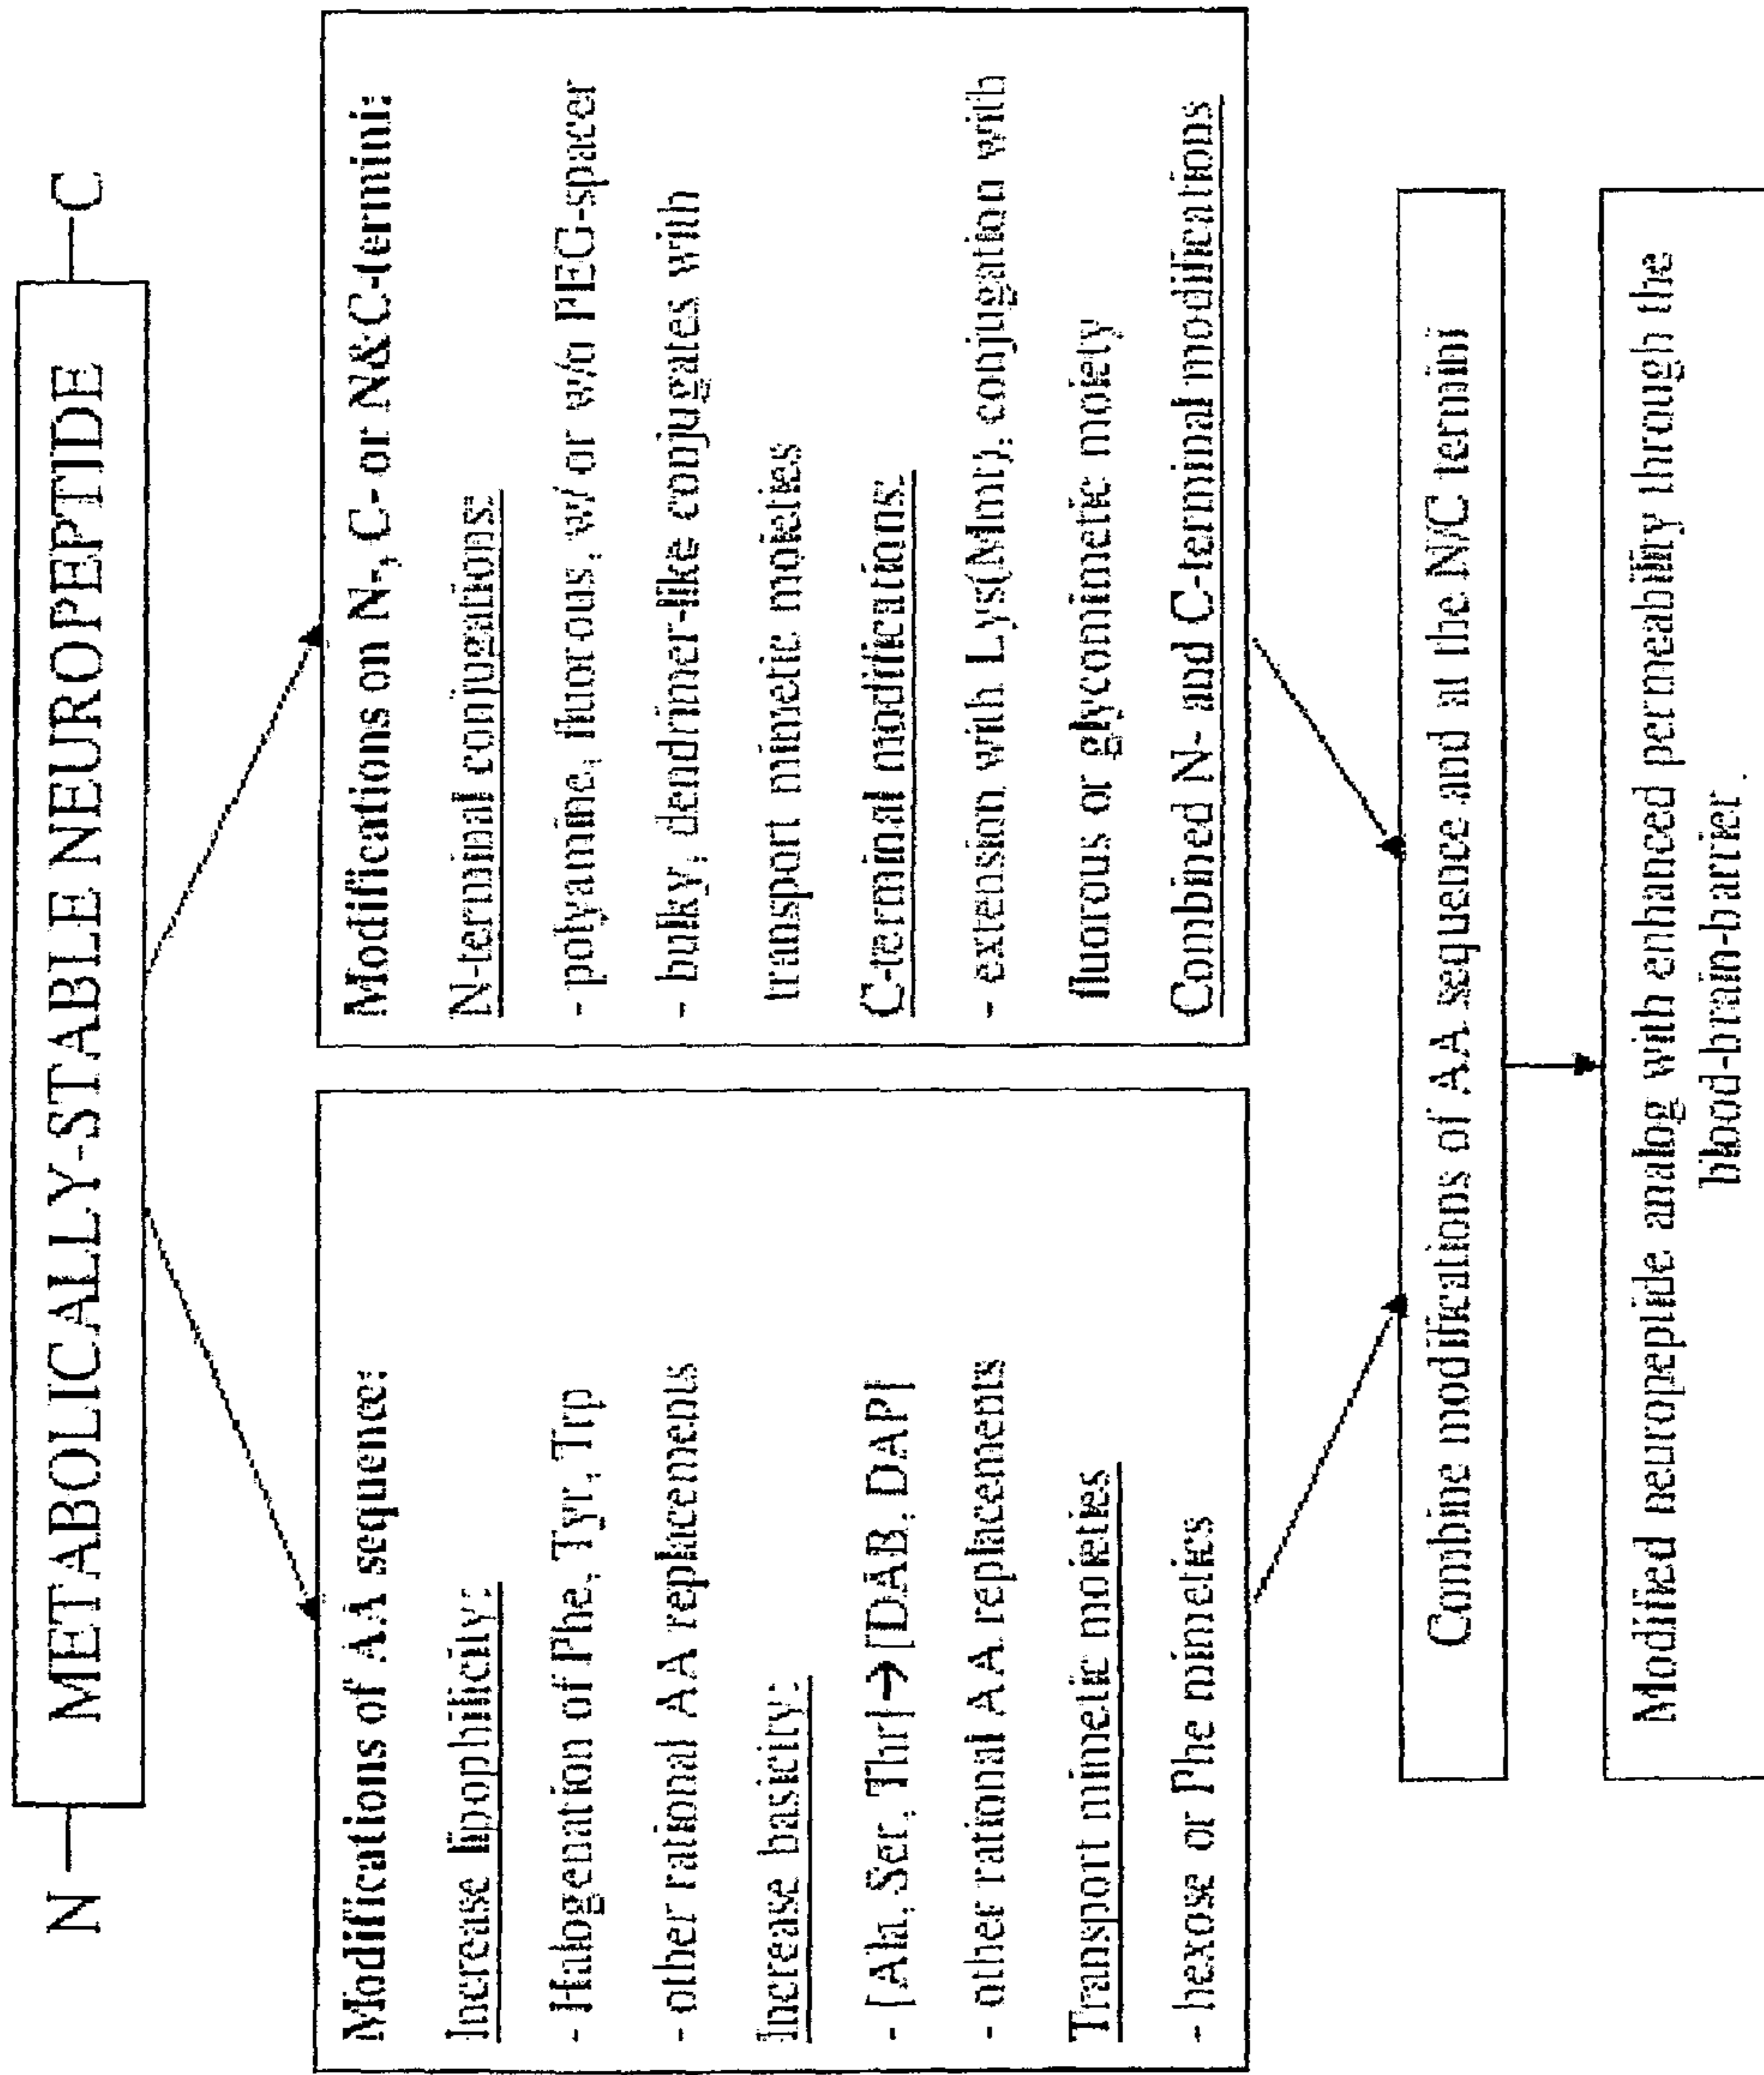 N — METABOLICALLY-STABLE NEUROPEPTIDE — C
Modifications of AA sequence:
Increase lipophilicity:
- Halogenation of Phe, Tyr, Trp
- other rational AA replacements
Increase basicity:
- [Ala, Ser, Thr]→[DAB, DAP]
- other rational AA replacements
Transport mimetic moieties
- hexose or Phe mimetics
Modifications on N-, C- or N&C-termini:
N-terminal conjugations:
- polyamine, fluorous, w/ or w/o PEG-spacer
- bulky, dendrimer-like conjugates with
transport mimetic moieties
C-terminal modifications:
- extension with Lys(Mmt), conjugation with
fluorous or glycomimetic moiety
Combined N- and C-terminal modifications
Combine modifications of AA sequence and at the N/C termini
Modified neuropeptide analog with enhanced permeability through the
blood-brain-barrier.